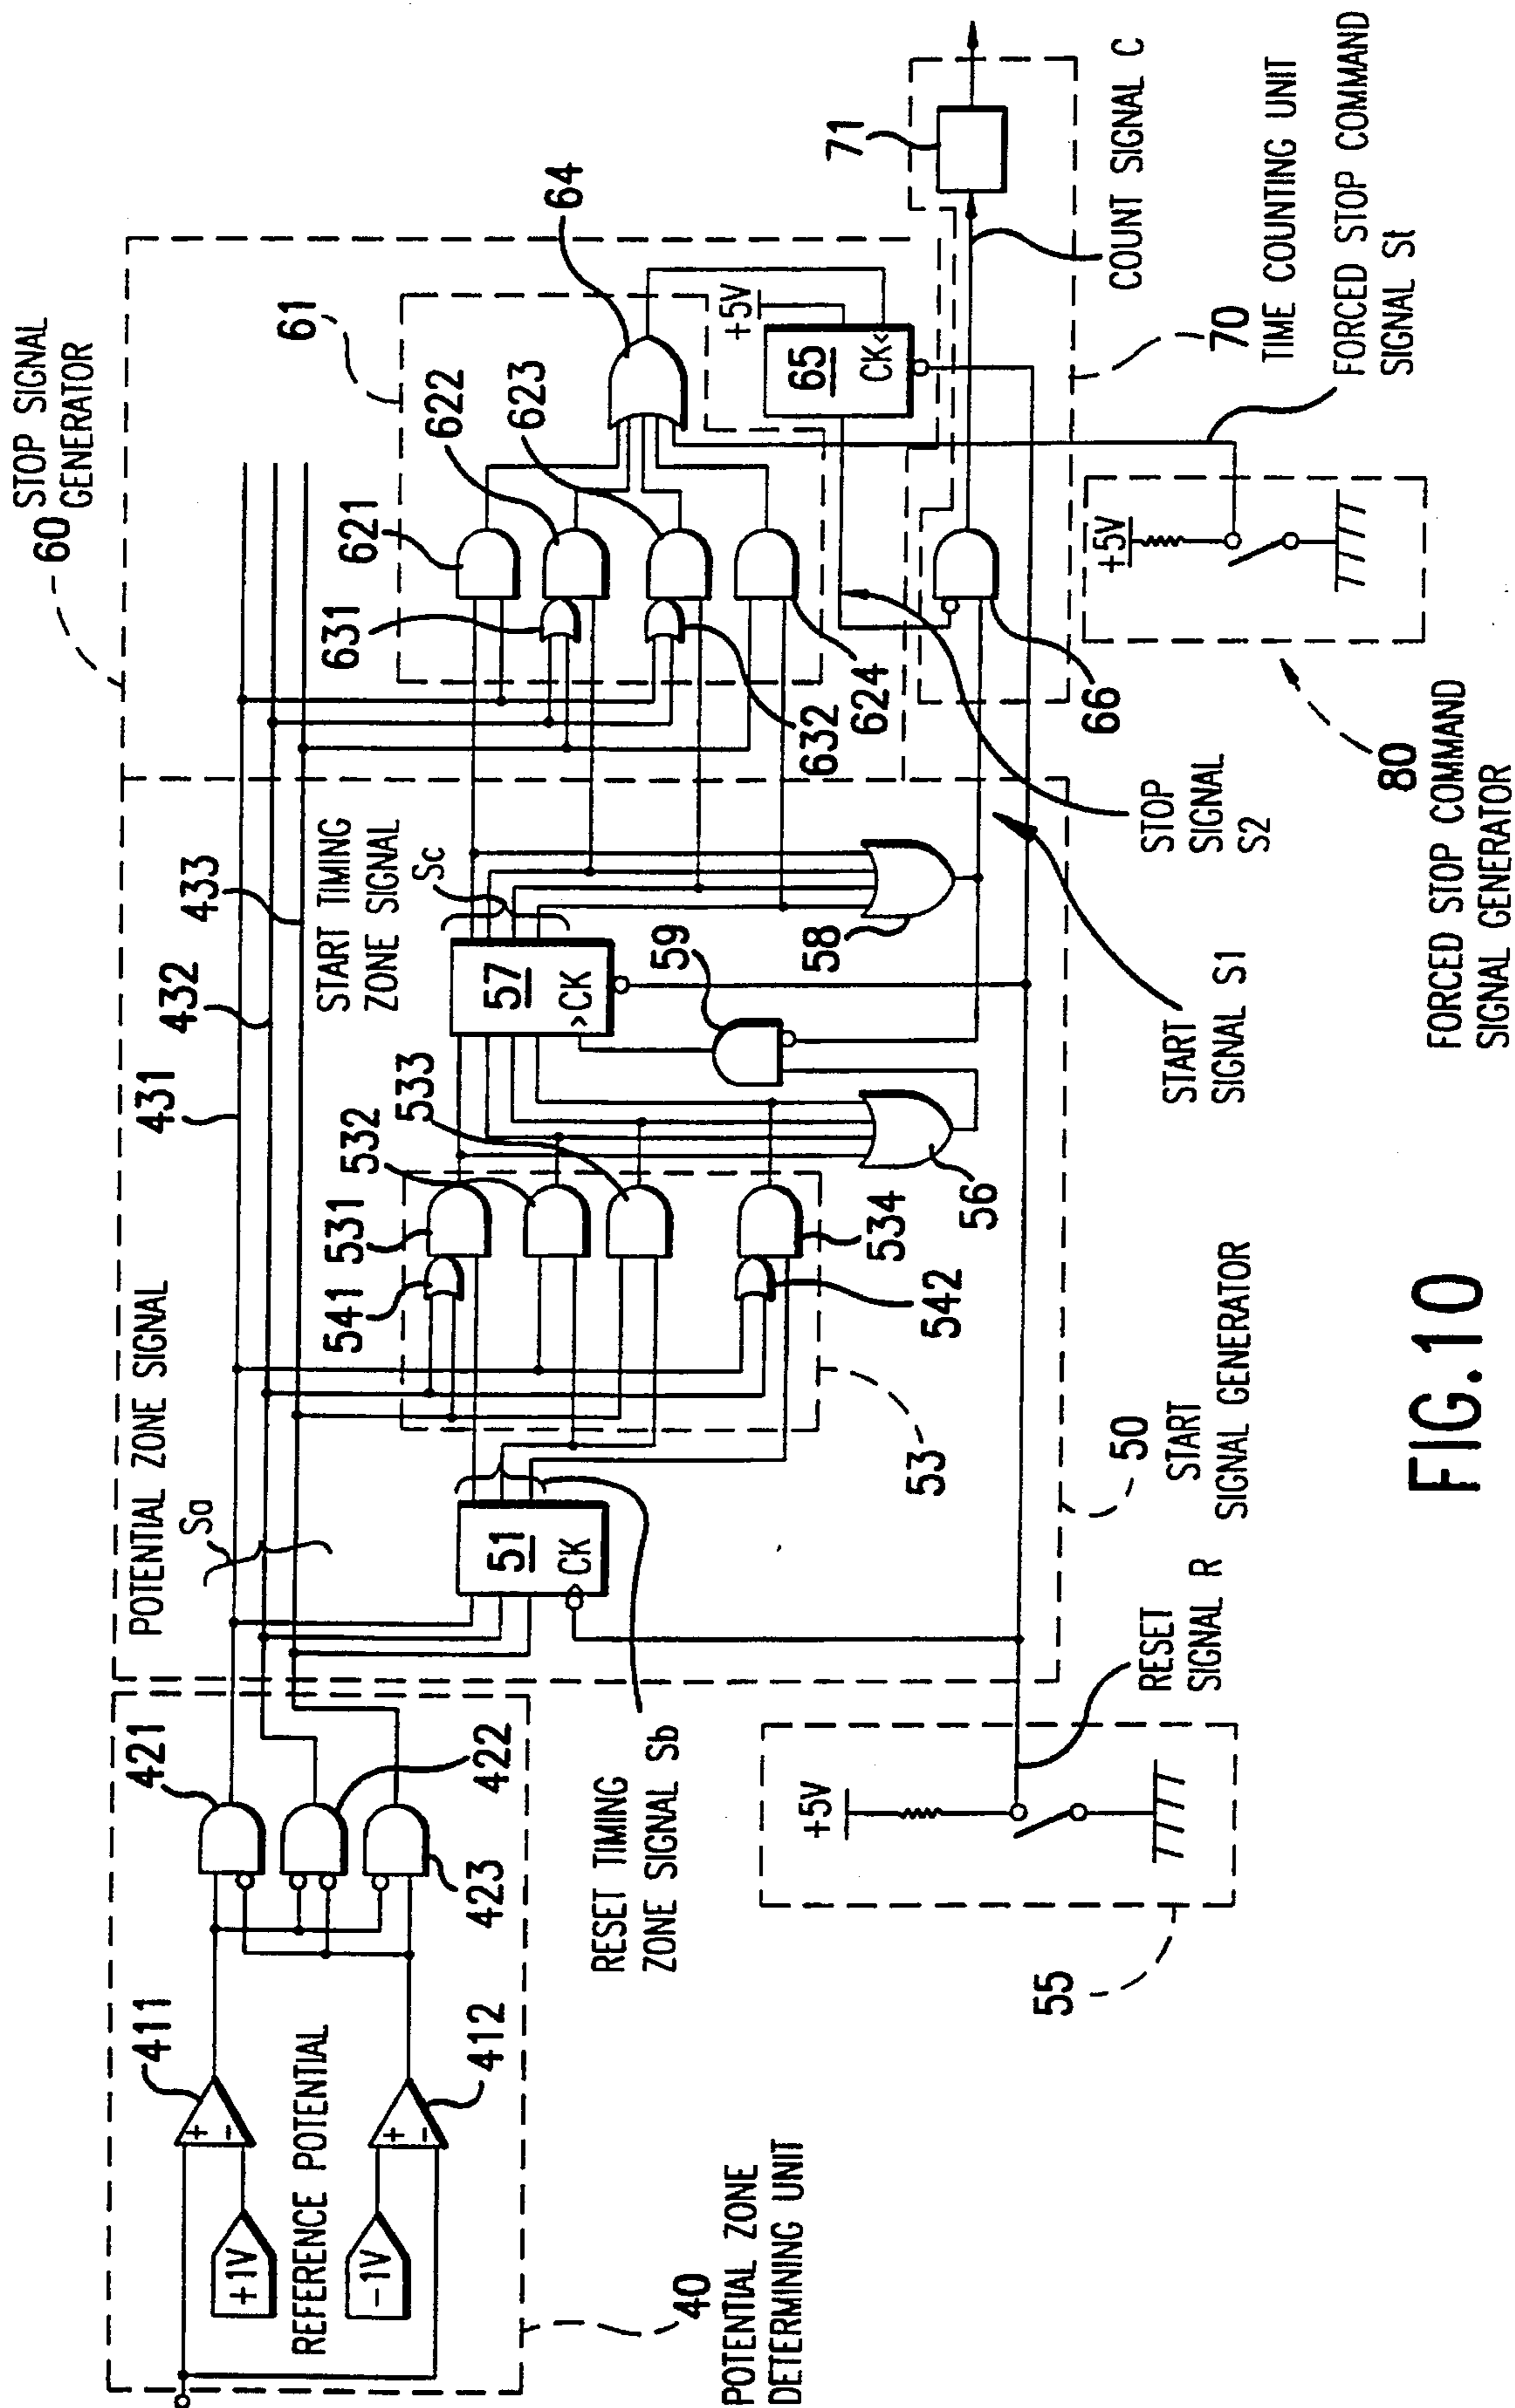 40
POTENTIAL ZONE
DETERMINING UNIT
+1V
REFERENCE POTENTIAL
-1V
+
-
411
+
-
412
421
422
423
POTENTIAL ZONE SIGNAL
Sa
RESET TIMING
ZONE SIGNAL Sb
55
+5V
RESET
SIGNAL R
50
START
SIGNAL GENERATOR
51
CK
53
541
531
532
533
542
534
56
59
431
432
433
START TIMING
ZONE SIGNAL
Sc
57
CK
58
START
SIGNAL S1
STOP
SIGNAL
S2
60
STOP SIGNAL
GENERATOR
61
621
622
623
631
632
624
64
+5V
65
CK
66
71
COUNT SIGNAL C
70
TIME COUNTING UNIT
FORCED STOP COMMAND
SIGNAL St
+5V
80
FORCED STOP COMMAND
SIGNAL GENERATOR
FIG.10